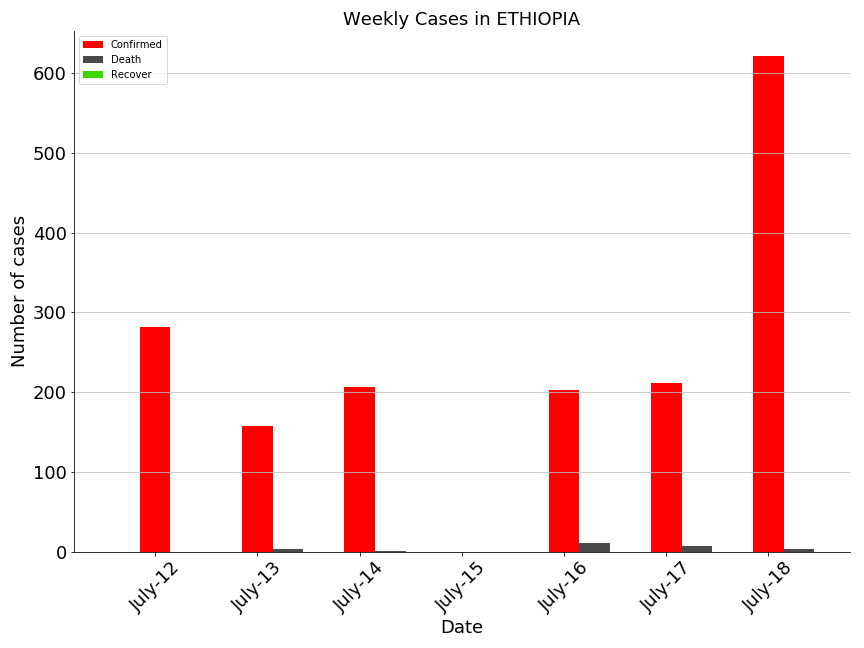 Weekly Cases in ETHIOPIA
Confirmed
Death
Recover
Number of cases
600
500
400
300
200
100
0
July-12
July-13
July-14
July-15
July-16
July-17
July-18
Date